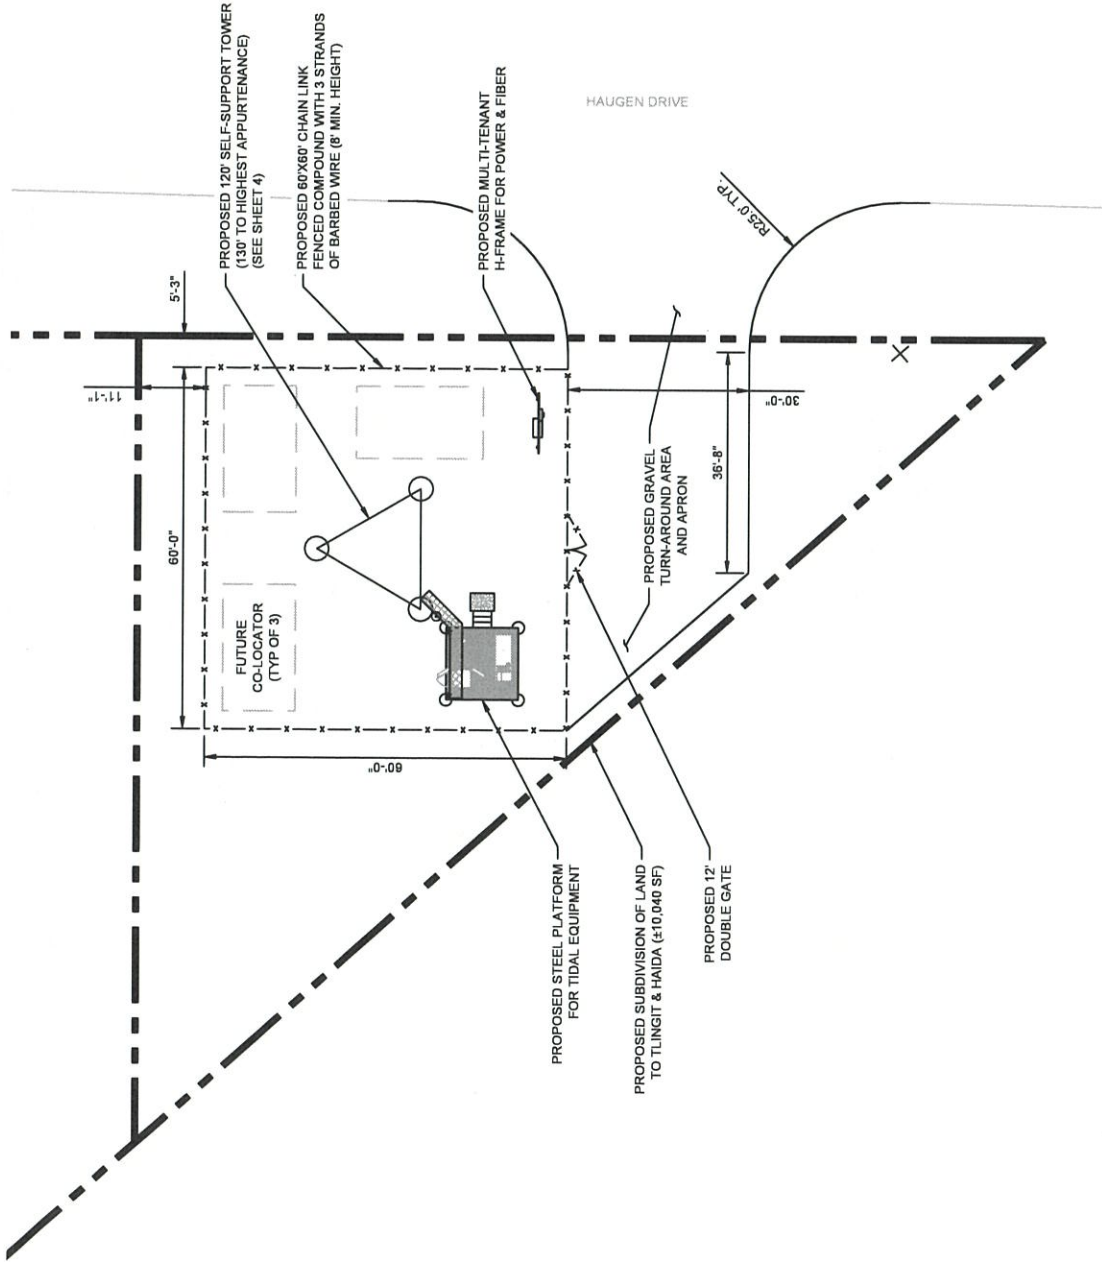 PROPOSED 120' SELF-SUPPORT TOWER
(130' TO HIGHEST APPURTENANCE)
(SEE SHEET 4)
PROPOSED 60'X60' CHAIN LINK
FENCED COMPOUND WITH 3 STRANDS
OF BARBED WIRE (8' MIN. HEIGHT)
PROPOSED MULTI-TENANT
H-FRAME FOR POWER & FIBER
HAUGEN DRIVE
R25.0' TYP.
5'-3"
11'-1"
60'-0"
60'-0"
30'-0"
36'-8"
FUTURE
CO-LOCATOR
(TYP OF 3)
PROPOSED GRAVEL
TURN-AROUND AREA
AND APRON
PROPOSED STEEL PLATFORM
FOR TIDAL EQUIPMENT
PROPOSED SUBDIVISION OF LAND
TO TLINGIT & HAIDA (±10,040 SF)
PROPOSED 12'
DOUBLE GATE